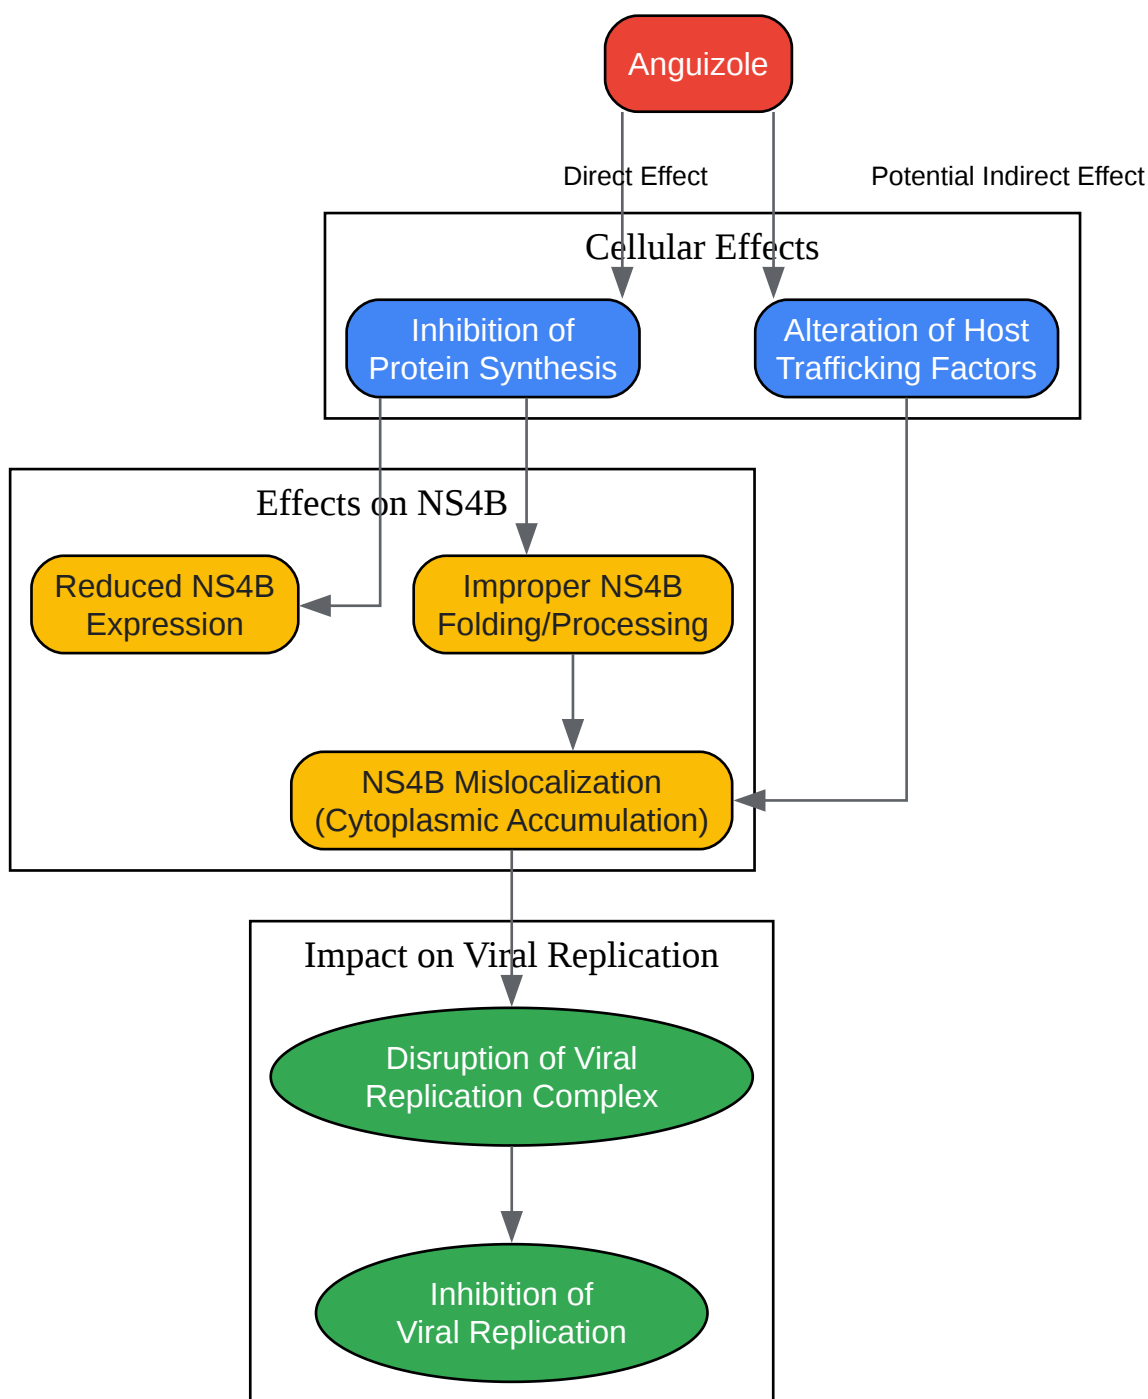 Anguizole
Direct Effect
Potential Indirect Effect
Cellular Effects
Inhibition of
Protein Synthesis
Alteration of Host
Trafficking Factors
Effects on NS4B
Reduced NS4B
Expression
Improper NS4B
Folding/Processing
NS4B Mislocalization
(Cytoplasmic Accumulation)
Impact on Viral Replication
Disruption of Viral
Replication Complex
Inhibition of
Viral Replication